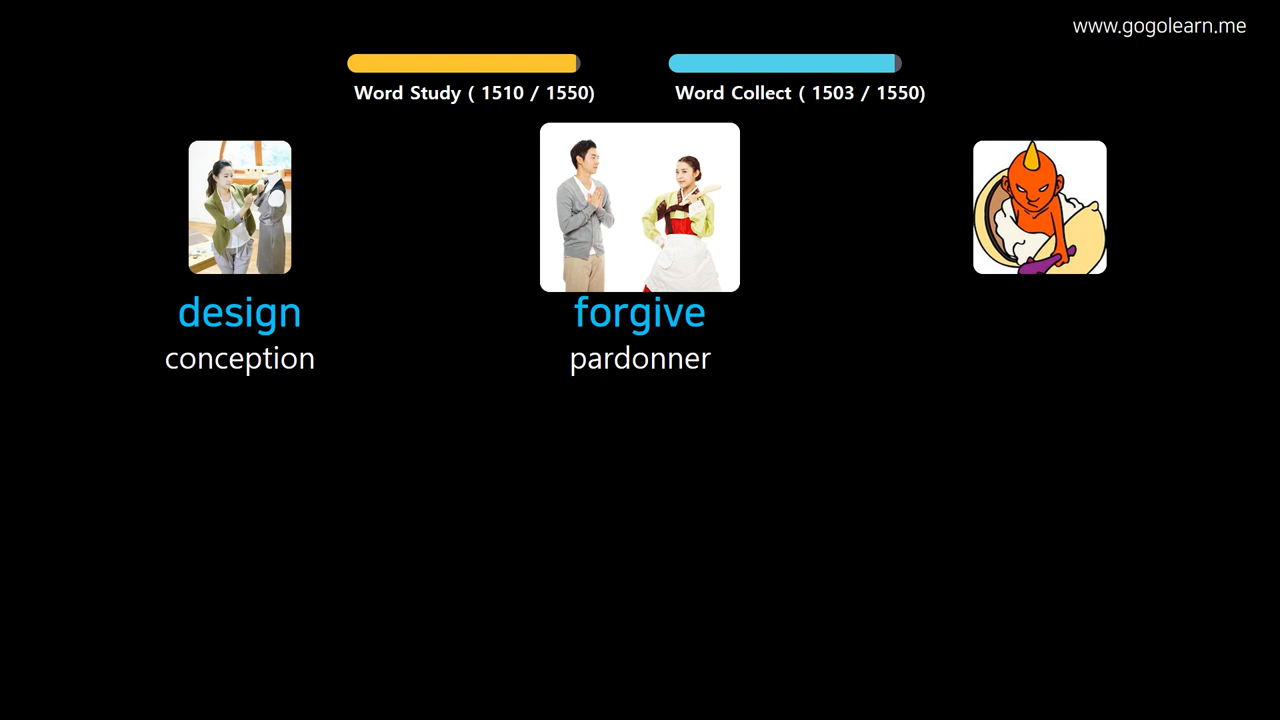 www.gogolearn.me
Word Study ( 1510 / 1550)
Word Collect ( 1503 / 1550)
design
conception
forgive
pardonner